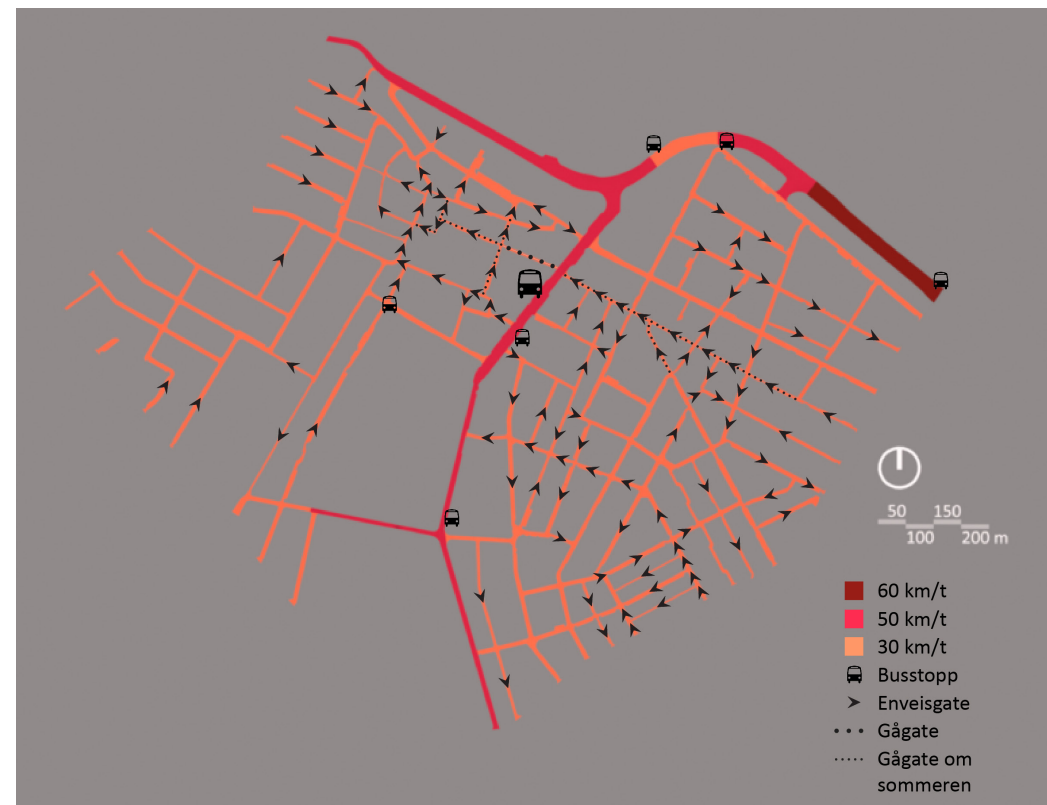 50 150
100 200 m
60 km/t
50 km/t
30 km/t
Busstopp
Enveisgate
Gågate
Gågate om
sommeren